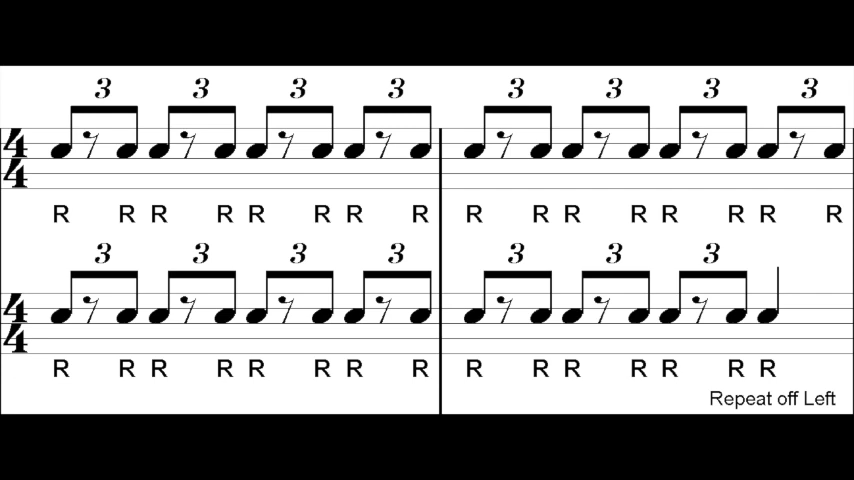 3 3 3 3 3 3 3 3
4
4
R R R R R R R R R R R R R R R R
3 3 3 3 3 3 3
4
4
R R R R R R R R R R R R R R R
Repeat off Left